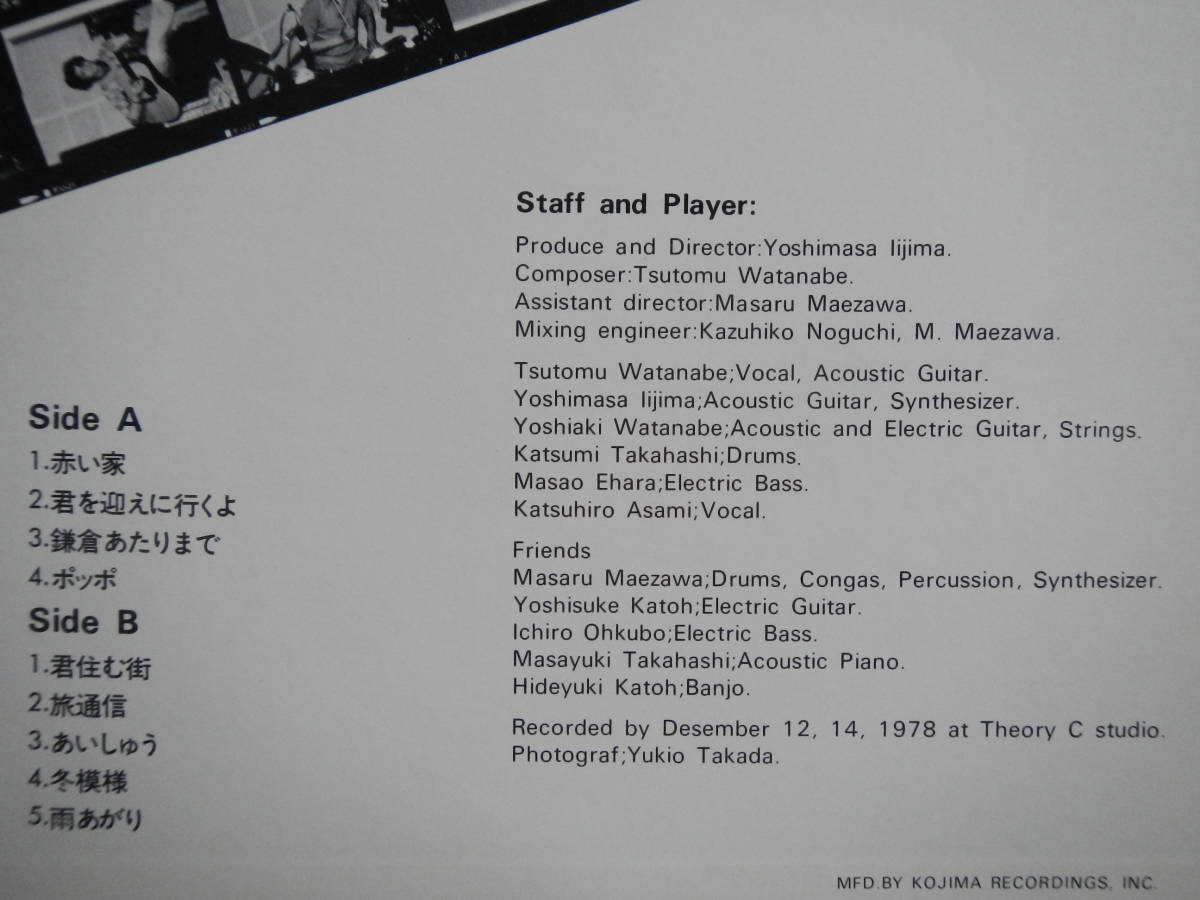 Staff and Player:
Produce and Director:Yoshimasa Iijima.
Composer:Tsutomu Watanabe.
Assistant director:Masaru Maezawa.
Mixing engineer:Kazuhiko Noguchi, M. Maezawa.
Tsutomu Watanabe;Vocal, Acoustic Guitar.
Yoshimasa Iijima;Acoustic Guitar, Synthesizer.
Yoshiaki Watanabe;Acoustic and Electric Guitar, Strings.
Katsumi Takahashi;Drums.
Masao Ehara;Electric Bass.
Katsuhiro Asami;Vocal.
Friends
Masaru Maezawa;Drums, Congas, Percussion, Synthesizer.
Yoshisuke Katoh;Electric Guitar.
Ichiro Ohkubo;Electric Bass.
Masayuki Takahashi;Acoustic Piano.
Hideyuki Katoh;Banjo.
Recorded by Desember 12, 14, 1978 at Theory C studio.
Photograf;Yukio Takada.
Side A
1.赤い家
2.君を迎えに行くよ
3.鎌倉あたりまで
4.ポッポ
Side B
1.君住む街
2.旅通信
3.あいしゅう
4.冬模様
5.雨あがり
MFD.BY KOJIMA RECORDINGS, INC.